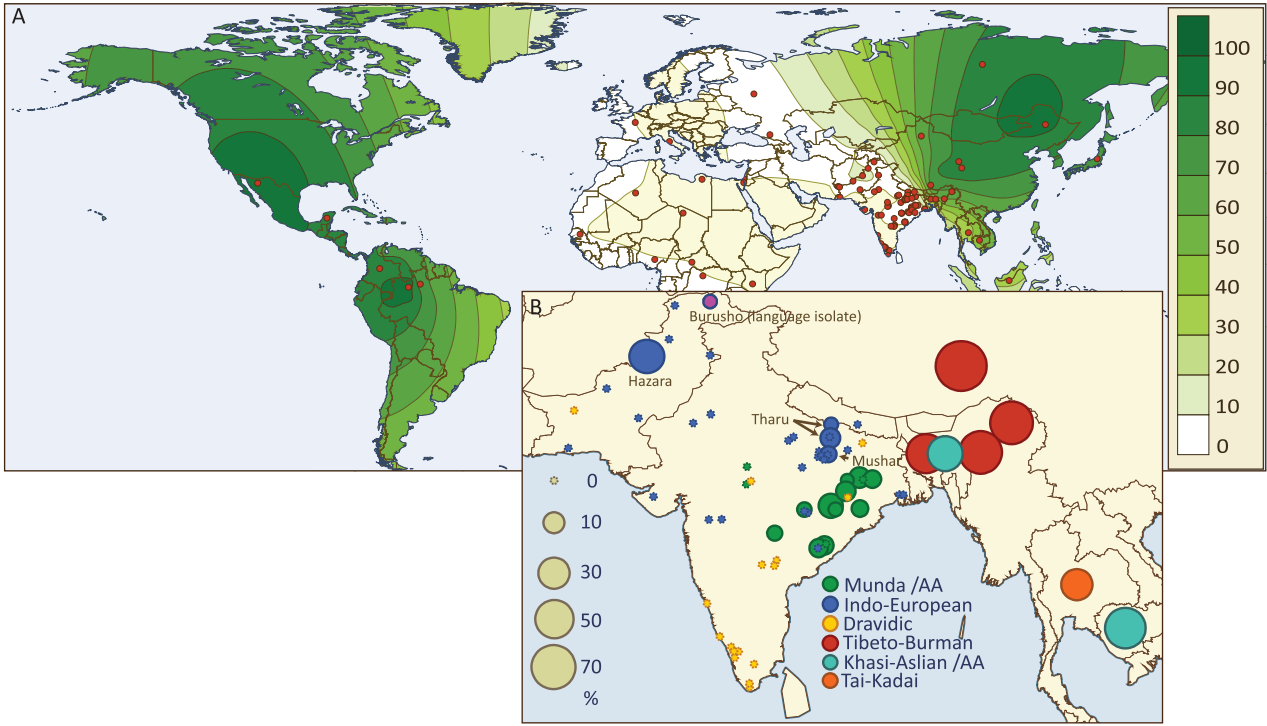 A
100
90
80
70
60
50
40
30
20
10
0
B
Burusho (language isolate)
Hazara
Tharu
Mushar
0
10
30
50
70
%
Munda /AA
Indo-European
Dravidic
Tibeto-Burman
Khasi-Aslian /AA
Tai-Kadai